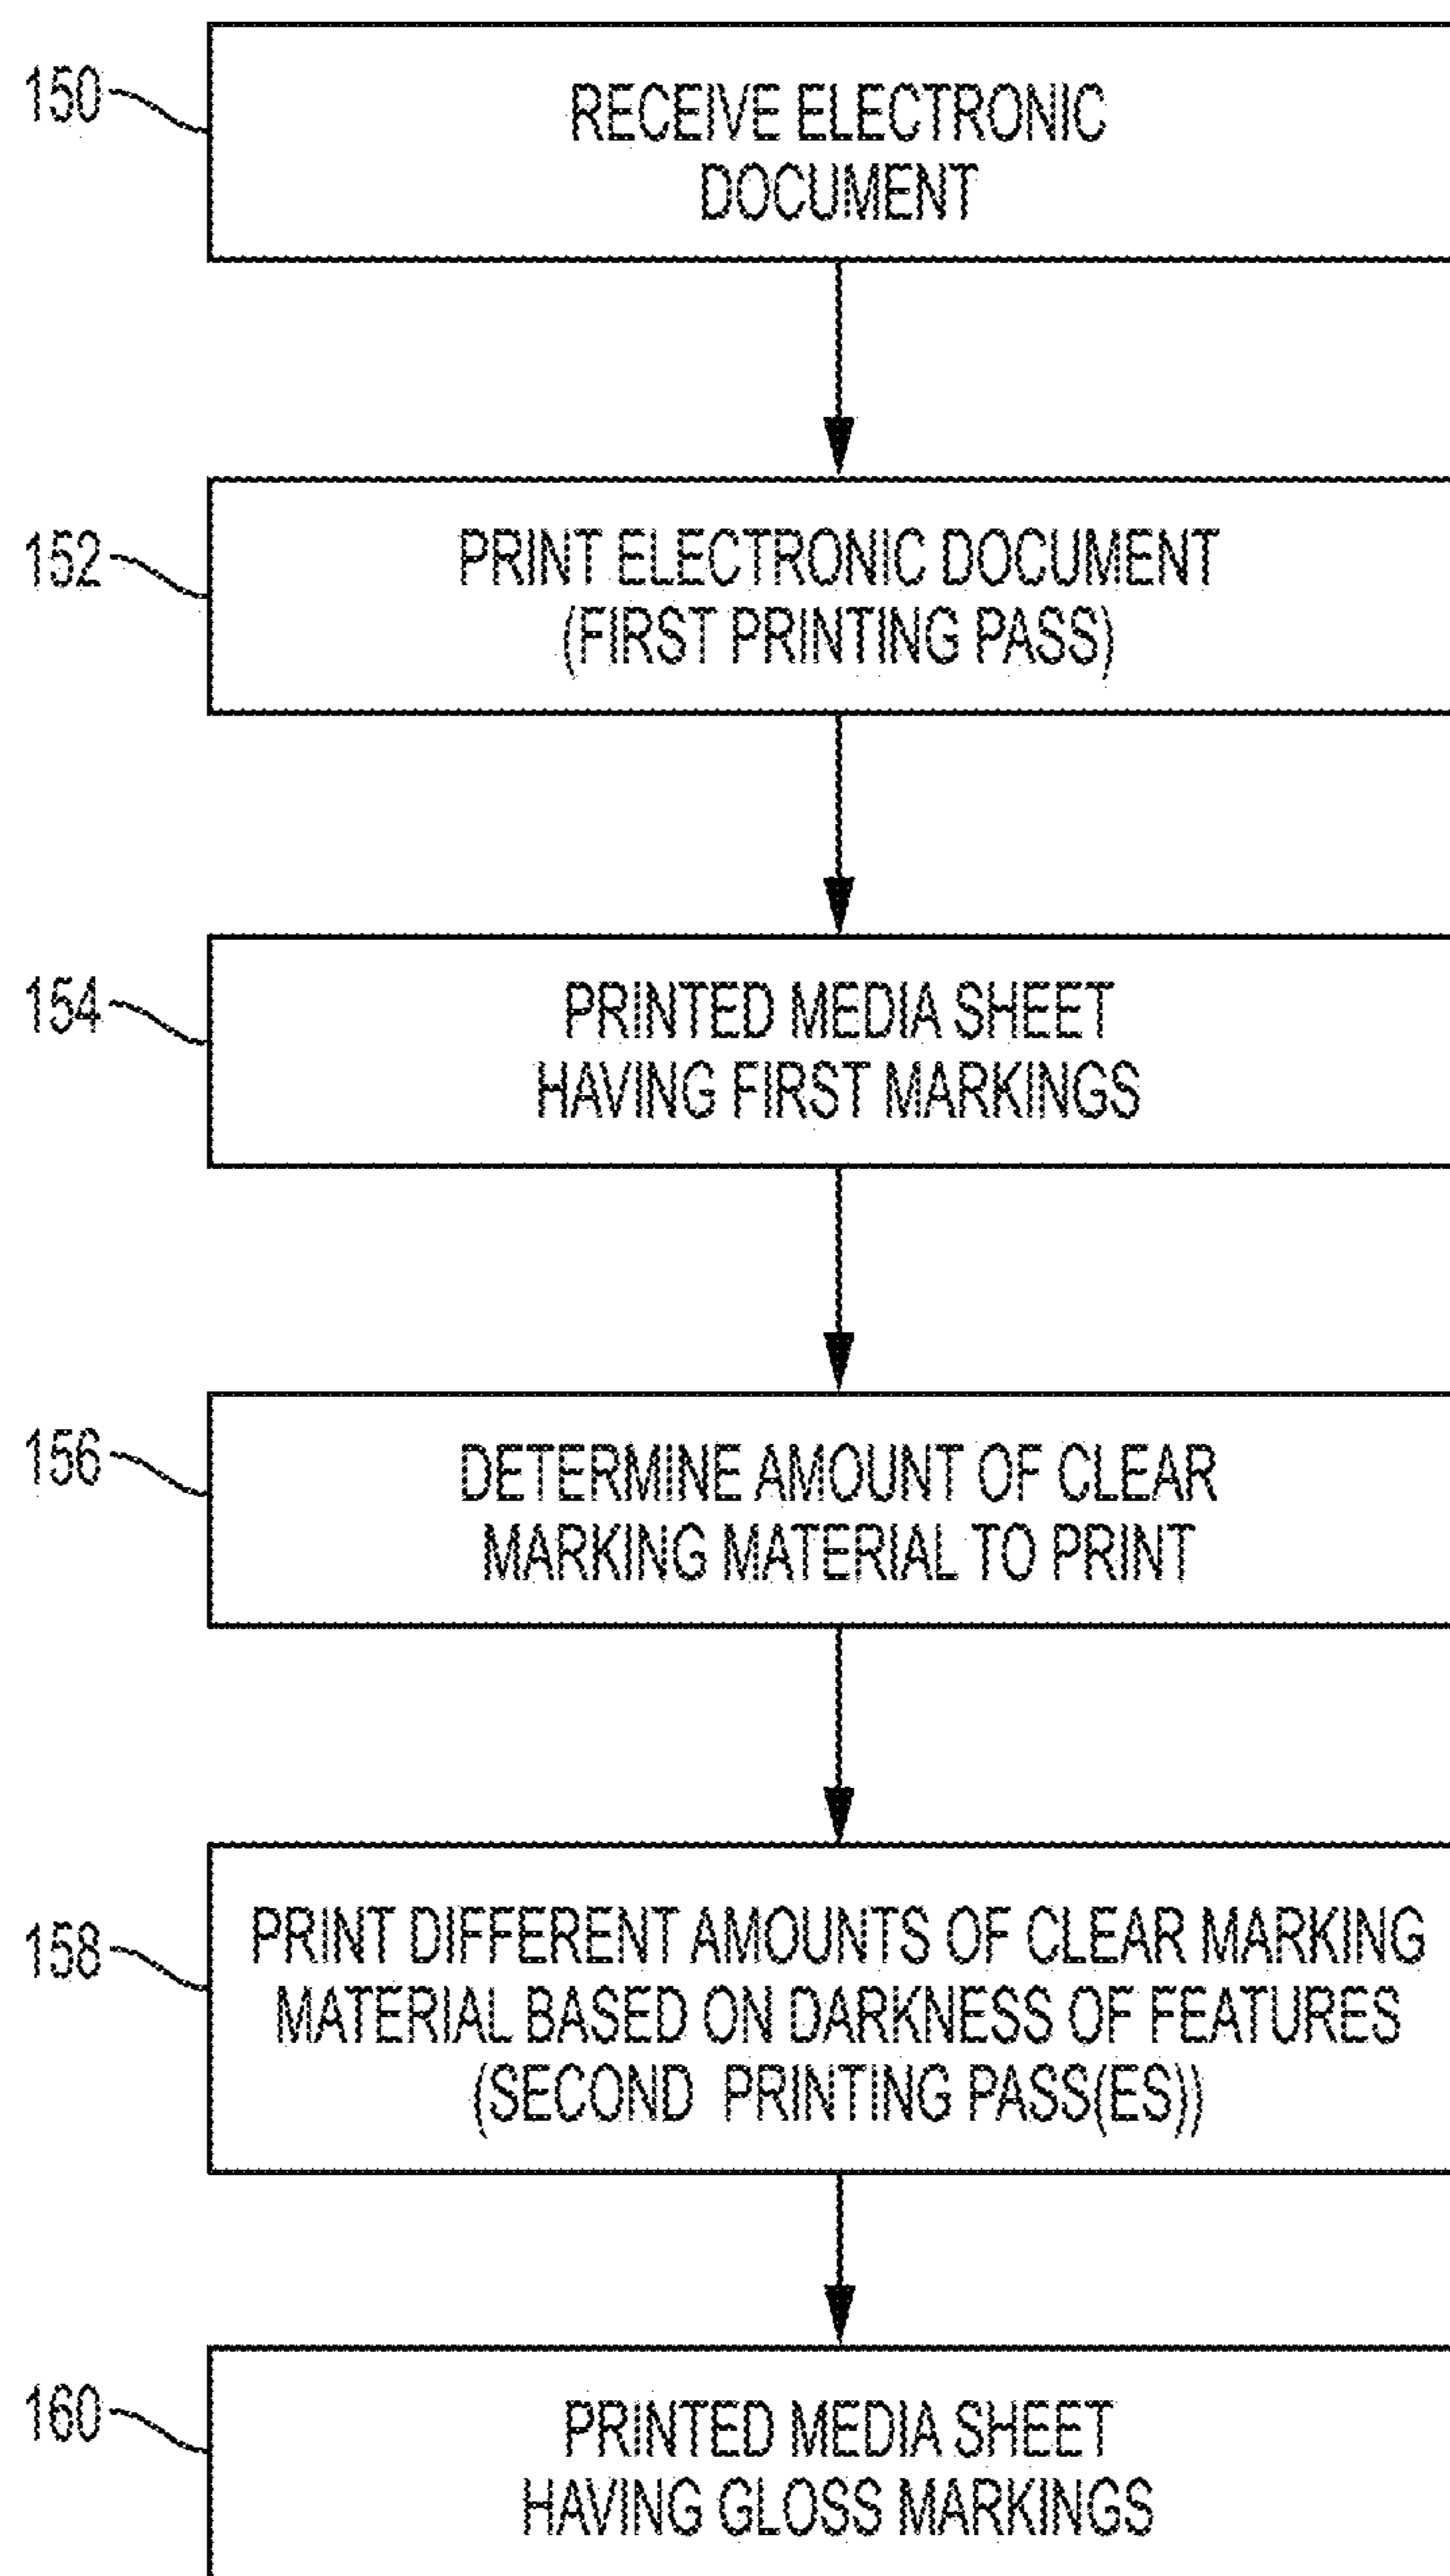 150
RECEIVE ELECTRONIC
DOCUMENT
152
PRINT ELECTRONIC DOCUMENT
(FIRST PRINTING PASS)
154
PRINTED MEDIA SHEET
HAVING FIRST MARKINGS
156
DETERMINE AMOUNT OF CLEAR
MARKING MATERIAL TO PRINT
158
PRINT DIFFERENT AMOUNTS OF CLEAR MARKING
MATERIAL BASED ON DARKNESS OF FEATURES
(SECOND PRINTING PASS(ES))
160
PRINTED MEDIA SHEET
HAVING GLOSS MARKINGS